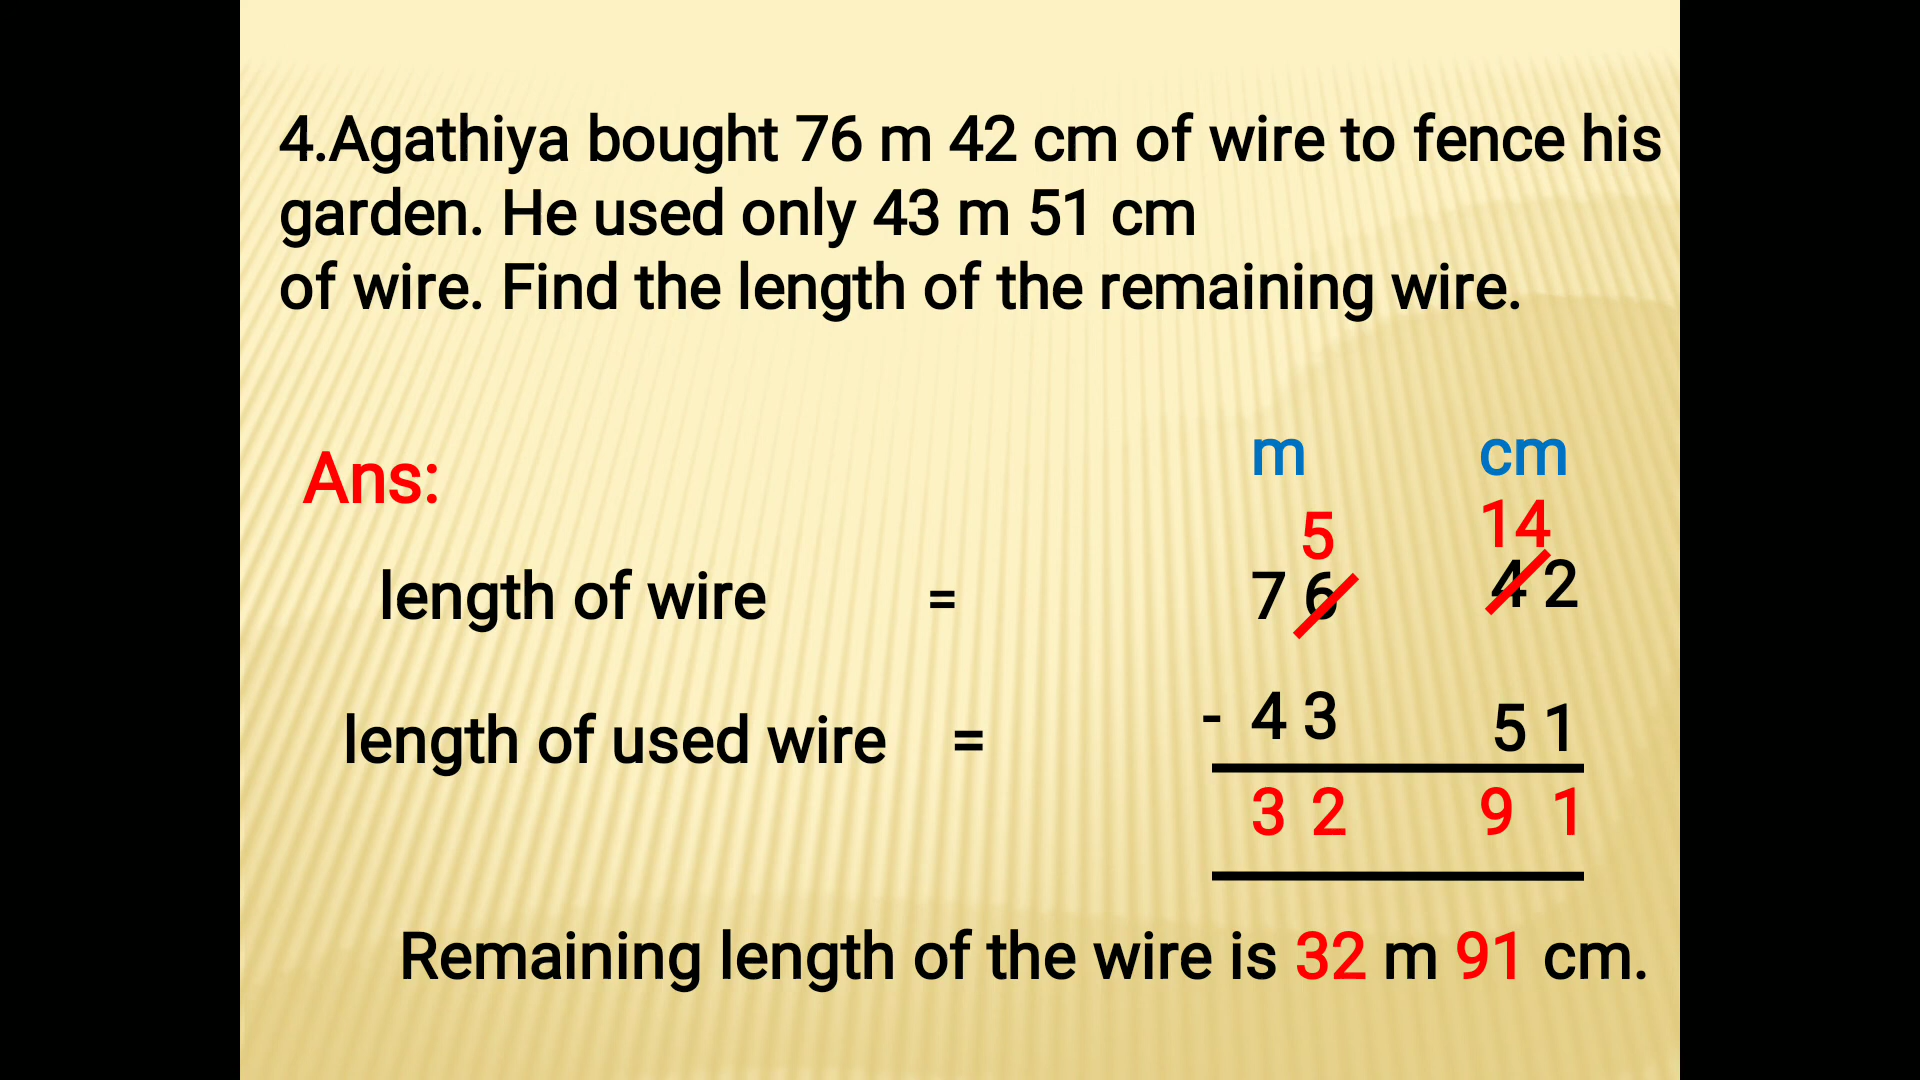 4.Agathiya bought 76 m 42 cm of wire to fence his
garden. He used only 43 m 51 cm
of wire. Find the length of the remaining wire.
m cm
Ans:
5 14
length of wire = 7 6 4 2
length of used wire = - 4 3 5 1
3 2 9 1
Remaining length of the wire is 32 m 91 cm.